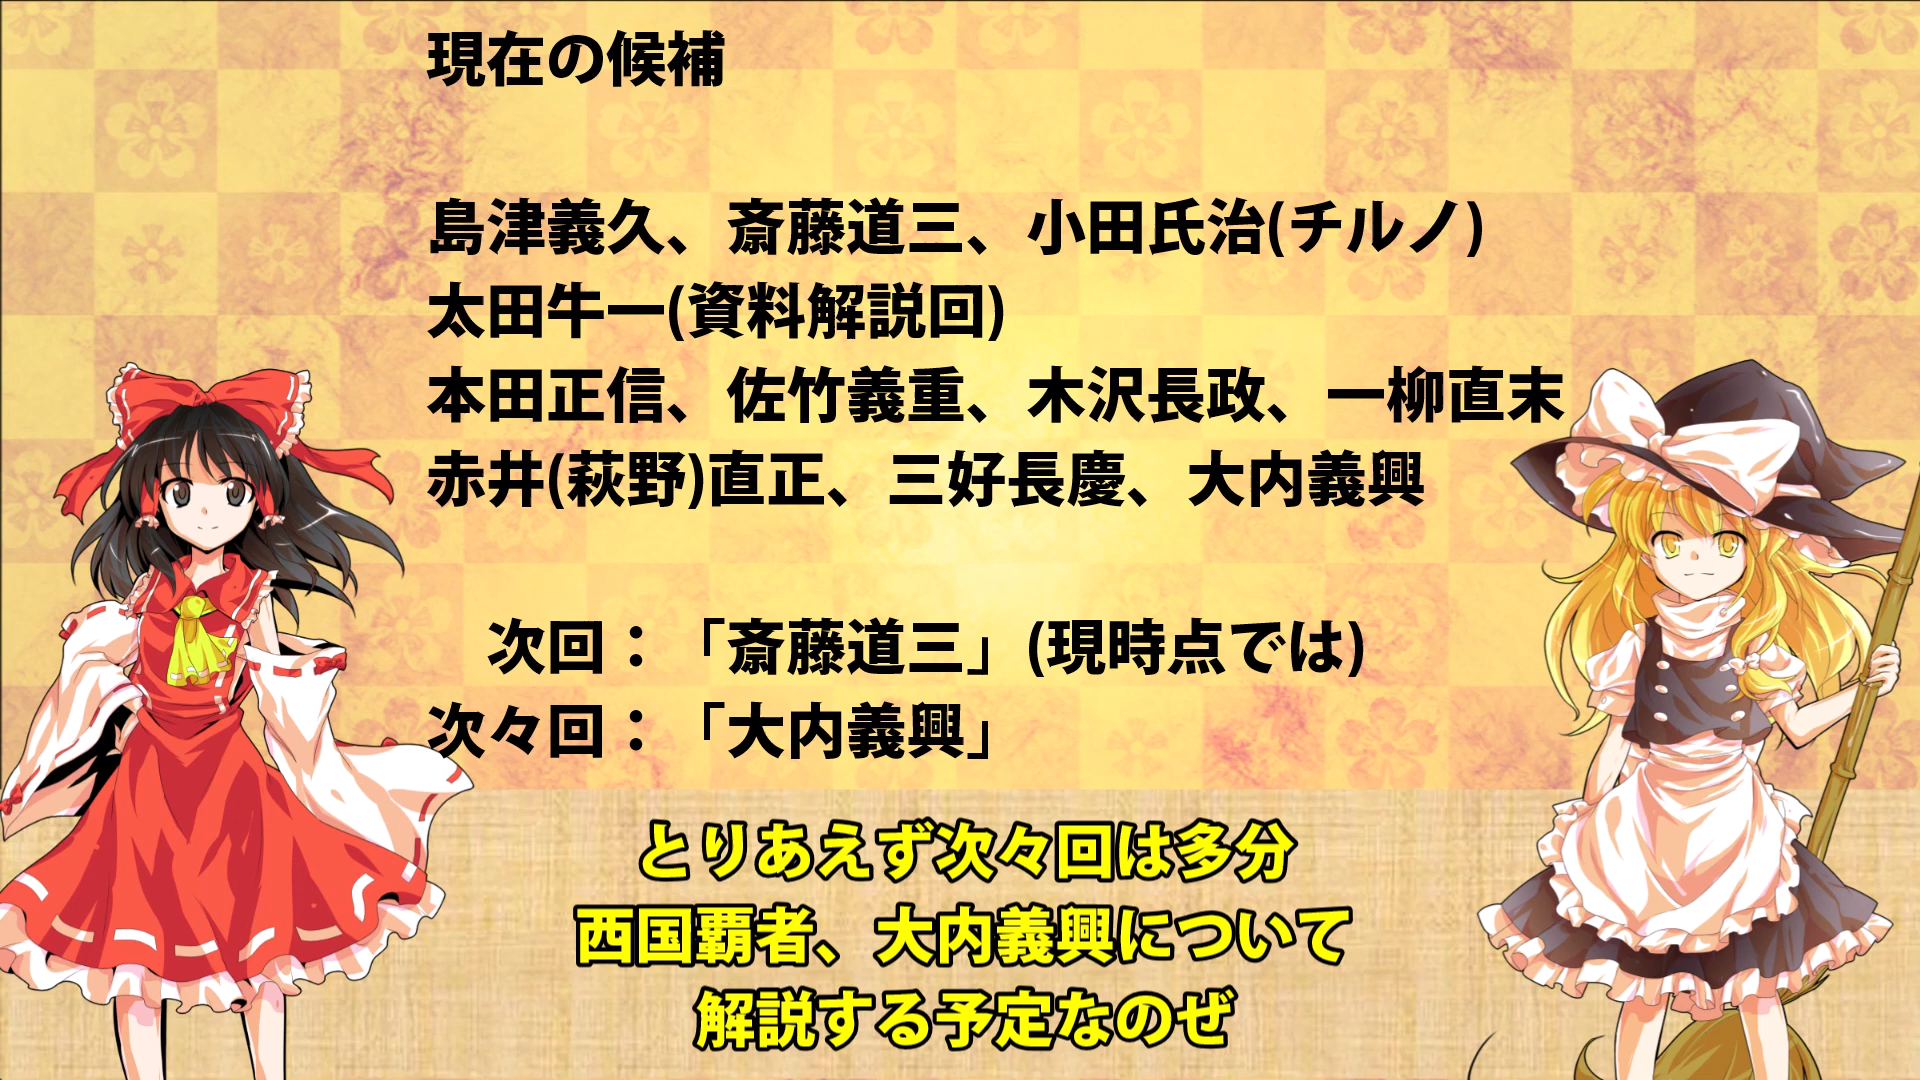 現在の候補
島津義久、斎藤道三、小田氏治(チルノ)
太田牛一(資料解説回)
本田正信、佐竹義重、木沢長政、一柳直末
赤井(萩野)直正、三好長慶、大内義興
次回：「斎藤道三」(現時点では)
次々回：「大内義興」
とりあえず次々回は多分
西国覇者、大内義興について
解説する予定なのぜ